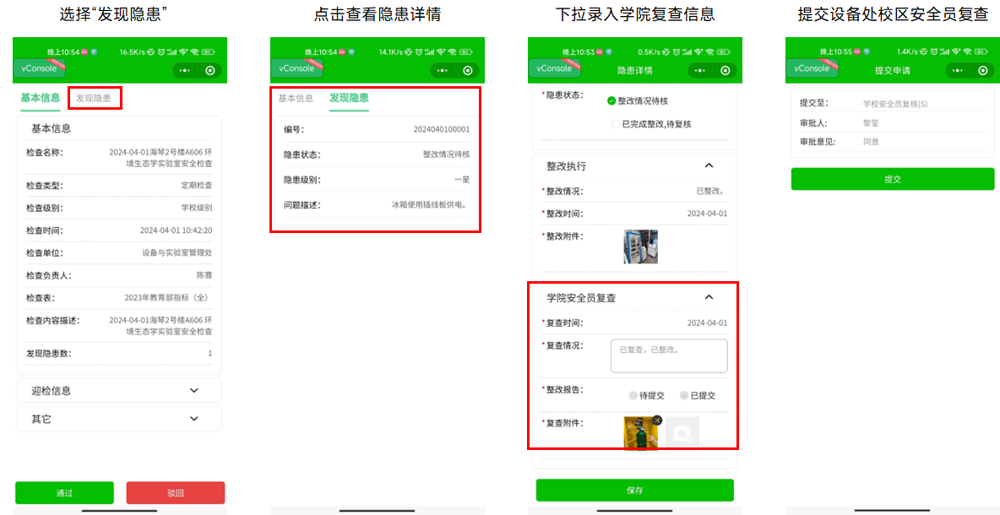 选择“发现隐患”
点击查看隐患详情
下拉录入学院复查信息
提交设备处校区安全员复查
晚上10:54
16.5K/s
vConsole
基本信息
发现隐患
基本信息
检查名称：
2024-04-01海琴2号楼A606 环
境生态学实验室安全检查
检查类型：
定期检查
检查级别：
学校级别
检查时间：
2024-04-01 10:42:20
检查单位：
设备与实验室管理处
检查负责人：
陈骞
检查表：
2023年教育部指标（全）
检查内容描述：
2024-04-01海琴2号楼A606 环
境生态学实验室安全检查
发现隐患数：
1
迎检信息
其它
通过
驳回
晚上10:54
14.1K/s
vConsole
基本信息
发现隐患
编号：
2024040100001
隐患状态：
整改情况待核
隐患级别：
一星
问题描述：
冰箱使用插线板供电。
晚上10:53
0.5K/s
vConsole
隐患详情
*隐患状态：
整改情况待核
已完成整改,待复核
整改执行
*整改情况：
已整改。
*整改时间：
2024-04-01
*整改附件：
学院安全员复查
*复查时间：
2024-04-01
*复查情况：
已复查，已整改。
*整改报告：
待提交
已提交
*复查附件：
保存
晚上10:55
1.4K/s
vConsole
提交申请
提交至：
学校安全员复核(S)
审批人：
黎莹
审批意见：
同意
提交